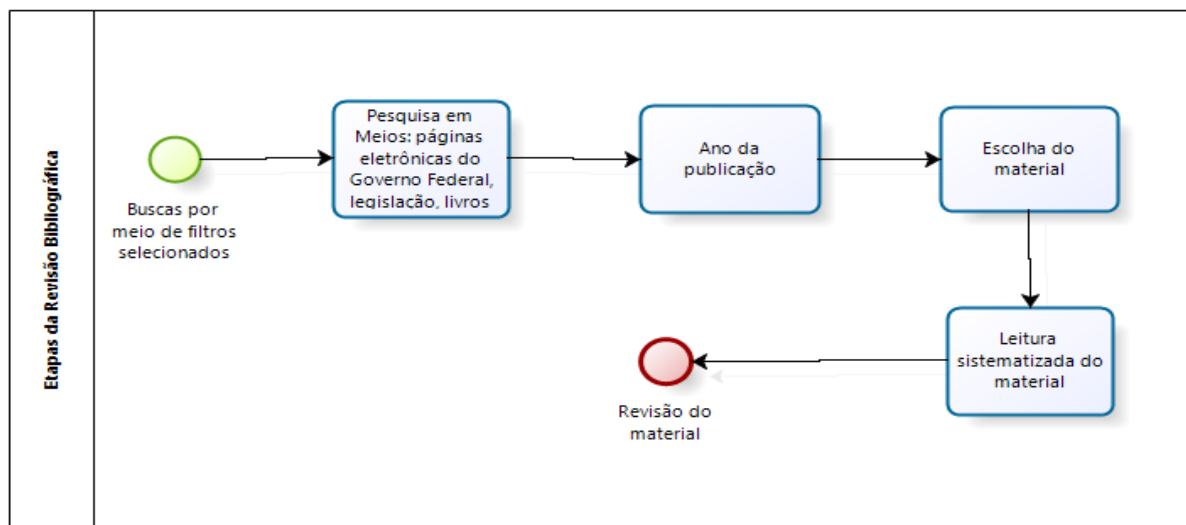 Etapas da Revisão Bibliográfica
Buscas por
meio de filtros
selecionados
Pesquisa em
Meios: páginas
eletrônicas do
Governo Federal,
legislação, livros
Ano da
publicação
Escolha do
material
Leitura
sistematizada do
material
Revisão do
material